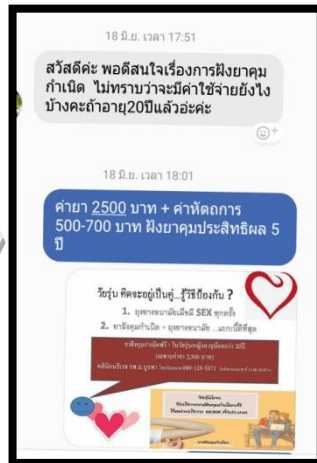 18 มิ.ย. เวลา 17:51
สวัสดีค่ะ พอดีสนใจเรื่องการฝังยาคุม
กำเนิด ไม่ทราบว่าจะมีค่าใช้จ่ายยังไง
บ้างคะถ้าอายุ20ปีแล้วอ่ะค่ะ
18 มิ.ย. เวลา 18:01
ค่ายา 2500 บาท + ค่าหัตถการ
500-700 บาท ฝังยาคุมประสิทธิผล 5
ปี
วัยรุ่น คิดจะอยู่เป็นคู่...รู้วิธีป้องกัน ?
1. ถุงยางอนามัยเมื่อมี SEX ทุกครั้ง
2. ยาฝังคุมกำเนิด + ถุงยางอนามัย ...แบบนี้ดีที่สุด